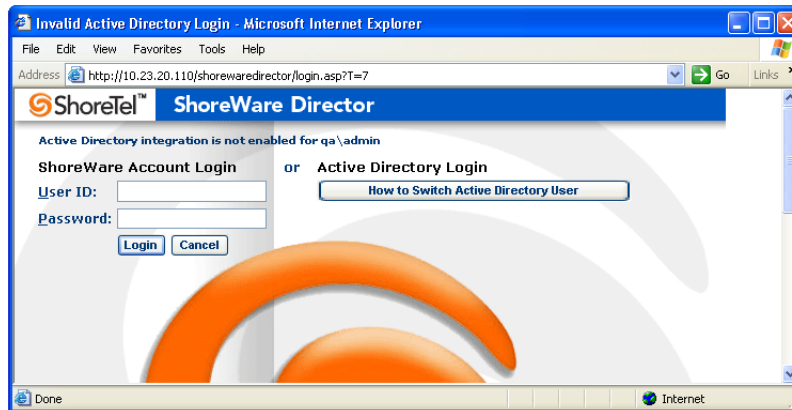 Invalid Active Directory Login - Microsoft Internet Explorer
File Edit View Favorites Tools Help
Address http://10.23.20.110/shorewaredirector/login.asp?T=7 Go Links
ShoreTel™ ShoreWare Director
Active Directory integration is not enabled for qa\admin
ShoreWare Account Login or Active Directory Login
User ID: How to Switch Active Directory User
Password:
Login Cancel
Done Internet